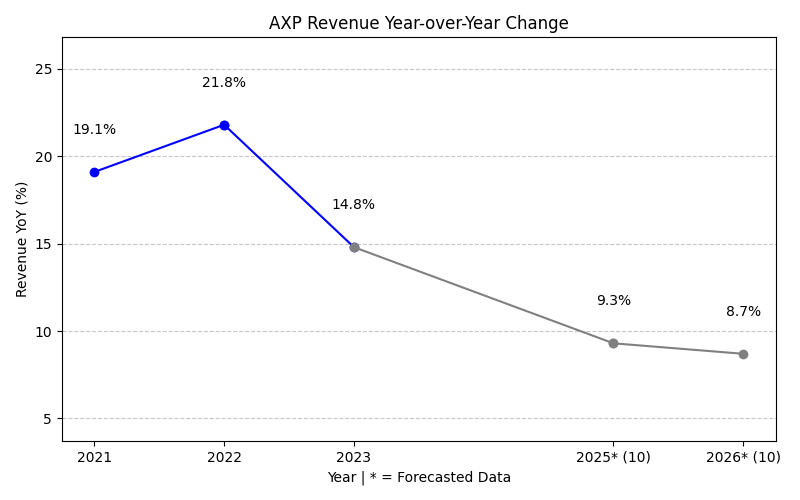 AXP Revenue Year-over-Year Change
Revenue YoY (%)
25
20
15
10
5
19.1%
21.8%
14.8%
9.3%
8.7%
2021 2022 2023 2025* (10) 2026* (10)
Year | * = Forecasted Data